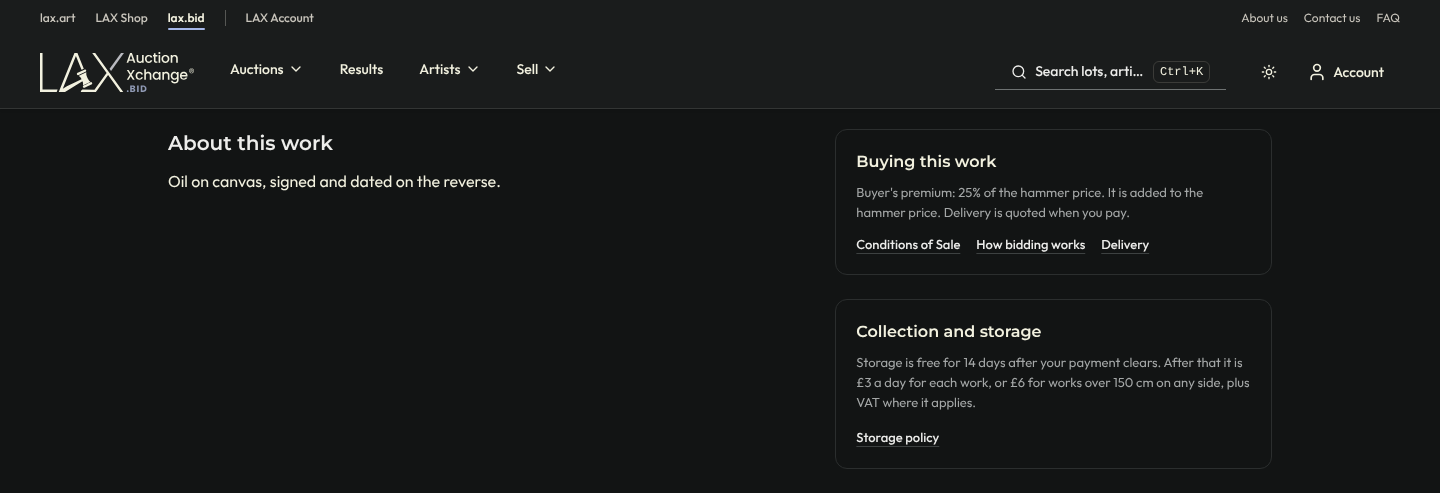 lax.art LAX Shop lax.bid LAX Account About us Contact us FAQ
LAX Auction Xchange® .BID
Auctions Results Artists Sell Search lots, arti... Ctrl+K Account
About this work
Oil on canvas, signed and dated on the reverse.
Buying this work
Buyer's premium: 25% of the hammer price. It is added to the
hammer price. Delivery is quoted when you pay.
Conditions of Sale How bidding works Delivery
Collection and storage
Storage is free for 14 days after your payment clears. After that it is
£3 a day for each work, or £6 for works over 150 cm on any side, plus
VAT where it applies.
Storage policy